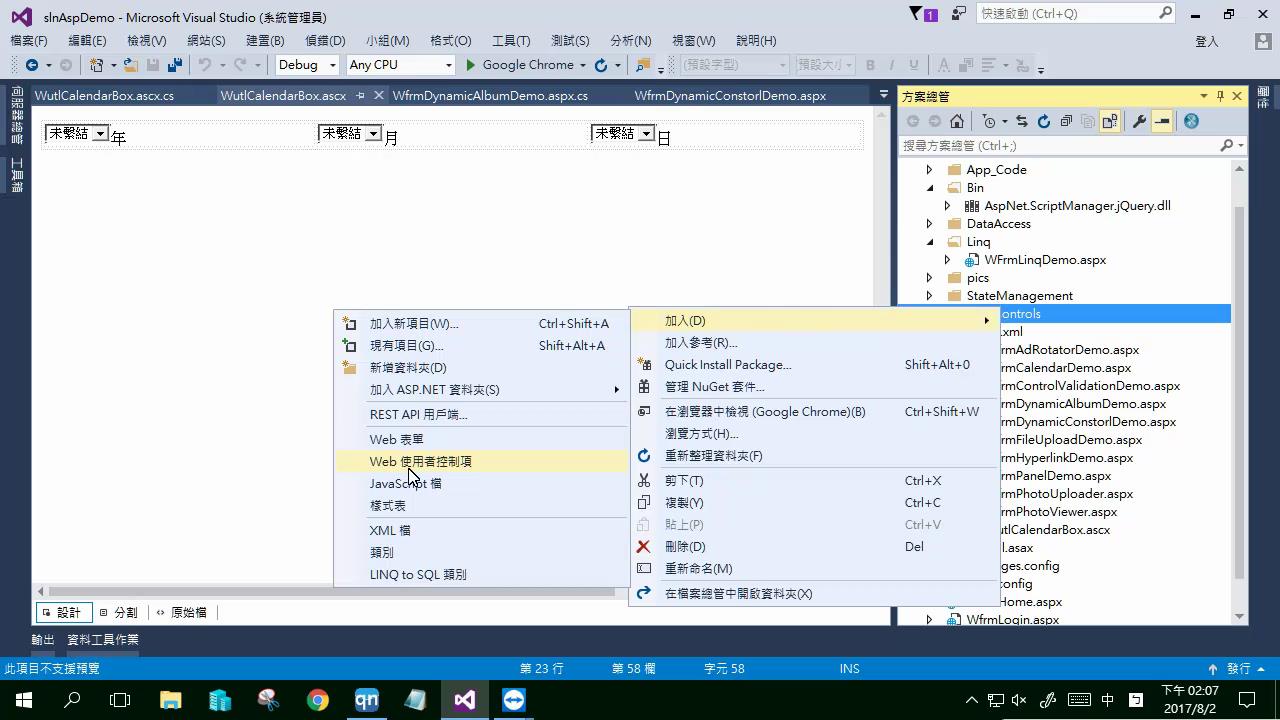 slnAspDemo - Microsoft Visual Studio (系統管理員)
1
快速啟動 (Ctrl+Q)
檔案(F) 編輯(E) 檢視(V) 網站(S) 建置(B) 偵錯(D) 小組(M) 格式(O) 工具(T) 測試(S) 分析(N) 視窗(W) 說明(H)
登入
Debug Any CPU Google Chrome (預設字型) (預設大小) B I U A
伺服器總管
工具箱
WutlCalendarBox.ascx.cs WutlCalendarBox.ascx WfrmDynamicAlbumDemo.aspx.cs WfrmDynamicConstorlDemo.aspx
未繫結 年 未繫結 月 未繫結 日
方案總管
屬性
搜尋方案總管 (Ctrl+;)
App_Code
Bin
AspNet.ScriptManager.jQuery.dll
DataAccess
Linq
WFrmLinqDemo.aspx
pics
StateManagement
ontrols
.xml
rmAdRotatorDemo.aspx
rmCalendarDemo.aspx
rmControlValidationDemo.aspx
rmDynamicAlbumDemo.aspx
rmDynamicConstorlDemo.aspx
rmFileUploadDemo.aspx
rmHyperlinkDemo.aspx
rmPanelDemo.aspx
rmPhotoUploader.aspx
rmPhotoViewer.aspx
utlCalendarBox.ascx
l.asax
ges.config
onfig
Home.aspx
WfrmLogin.aspx
加入(D)
加入參考(R)...
Quick Install Package... Shift+Alt+0
管理 NuGet 套件...
在瀏覽器中檢視 (Google Chrome)(B) Ctrl+Shift+W
瀏覽方式(H)...
重新整理資料夾(F)
剪下(T) Ctrl+X
複製(Y) Ctrl+C
貼上(P) Ctrl+V
刪除(D) Del
重新命名(M)
在檔案總管中開啟資料夾(X)
加入新項目(W)... Ctrl+Shift+A
現有項目(G)... Shift+Alt+A
新增資料夾(D)
加入 ASP.NET 資料夾(S)
REST API 用戶端...
Web 表單
Web 使用者控制項
JavaScript 檔
樣式表
XML 檔
類別
LINQ to SQL 類別
設計 分割 原始檔
輸出 資料工具作業
此項目不支援預覽 第 23 行 第 58 欄 字元 58 INS 發行
qn
中
下午 02:07
2017/8/2